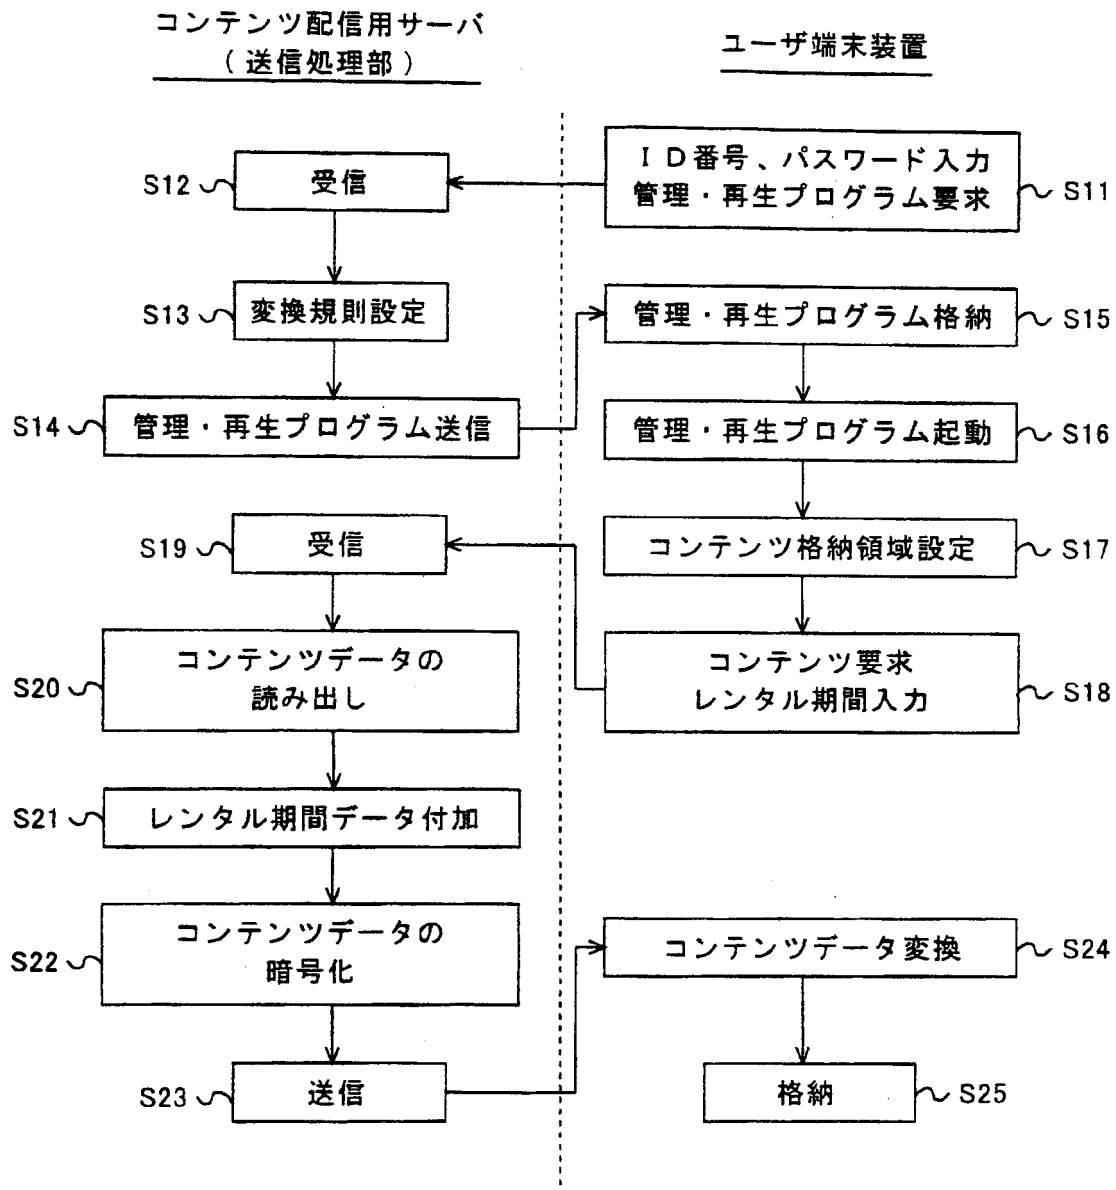 コンテンツ配信用サーバ
（送信処理部）
ユーザ端末装置
ＩＤ番号、パスワード入力
管理・再生プログラム要求
S11
S12
受信
S13
変換規則設定
S14
管理・再生プログラム送信
管理・再生プログラム格納
S15
管理・再生プログラム起動
S16
コンテンツ格納領域設定
S17
コンテンツ要求
レンタル期間入力
S18
S19
受信
S20
コンテンツデータの
読み出し
S21
レンタル期間データ付加
S22
コンテンツデータの
暗号化
S23
送信
コンテンツデータ変換
S24
格納
S25